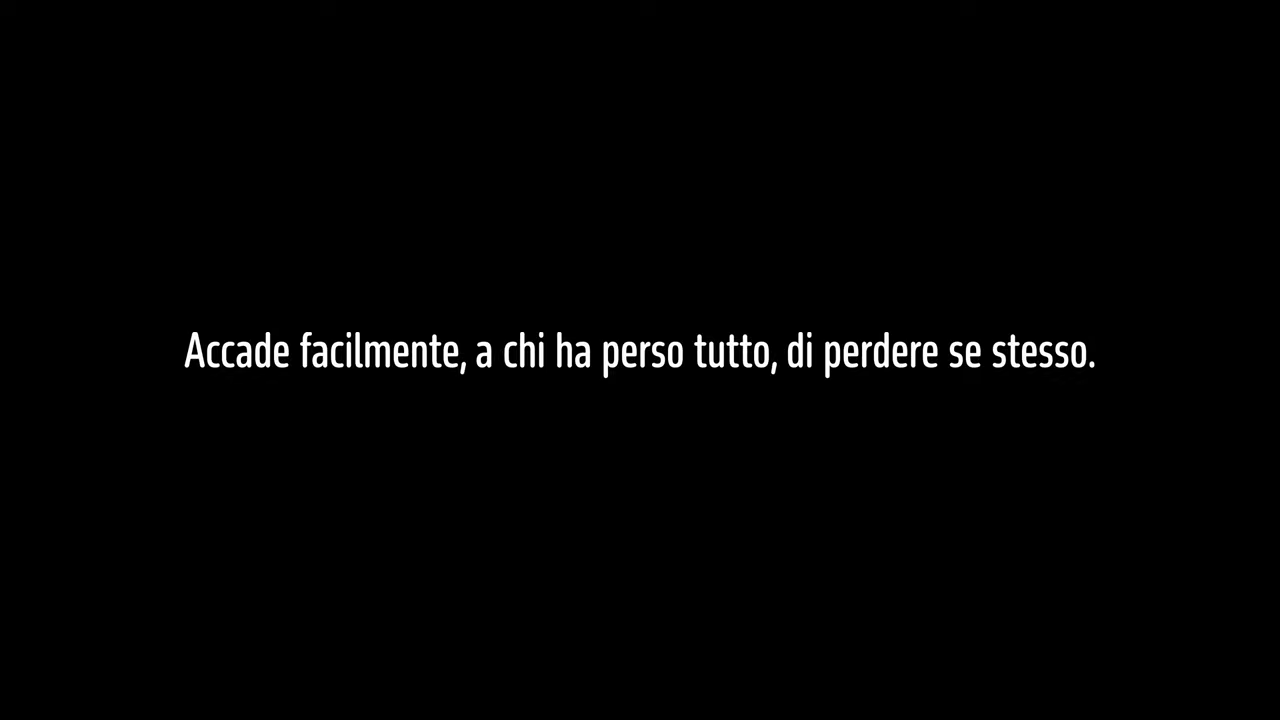 Accade facilmente, a chi ha perso tutto, di perdere se stesso.